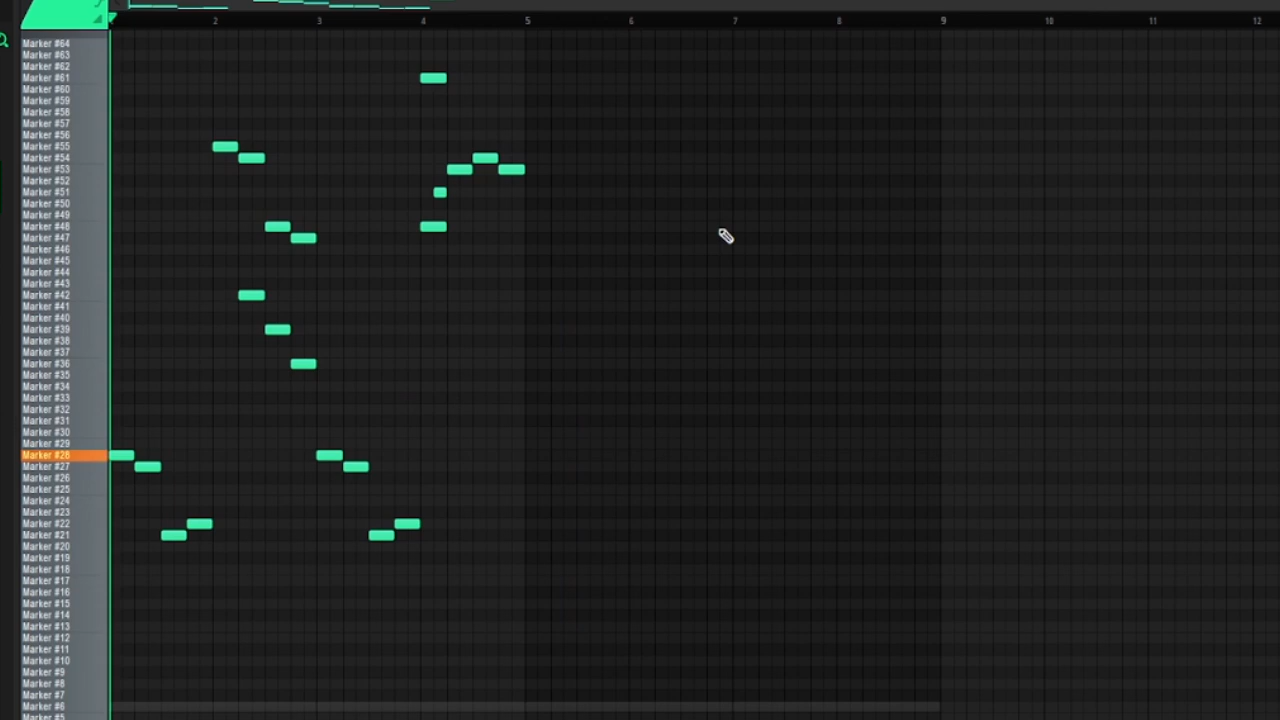 2 3 4 5 6 7 8 9 10 11 12
Marker #64
Marker #63
Marker #62
Marker #61
Marker #60
Marker #59
Marker #58
Marker #57
Marker #56
Marker #55
Marker #54
Marker #53
Marker #52
Marker #51
Marker #50
Marker #49
Marker #48
Marker #47
Marker #46
Marker #45
Marker #44
Marker #43
Marker #42
Marker #41
Marker #40
Marker #39
Marker #38
Marker #37
Marker #36
Marker #35
Marker #34
Marker #33
Marker #32
Marker #31
Marker #30
Marker #29
Marker #28
Marker #27
Marker #26
Marker #25
Marker #24
Marker #23
Marker #22
Marker #21
Marker #20
Marker #19
Marker #18
Marker #17
Marker #16
Marker #15
Marker #14
Marker #13
Marker #12
Marker #11
Marker #10
Marker #9
Marker #8
Marker #7
Marker #6
Marker #5